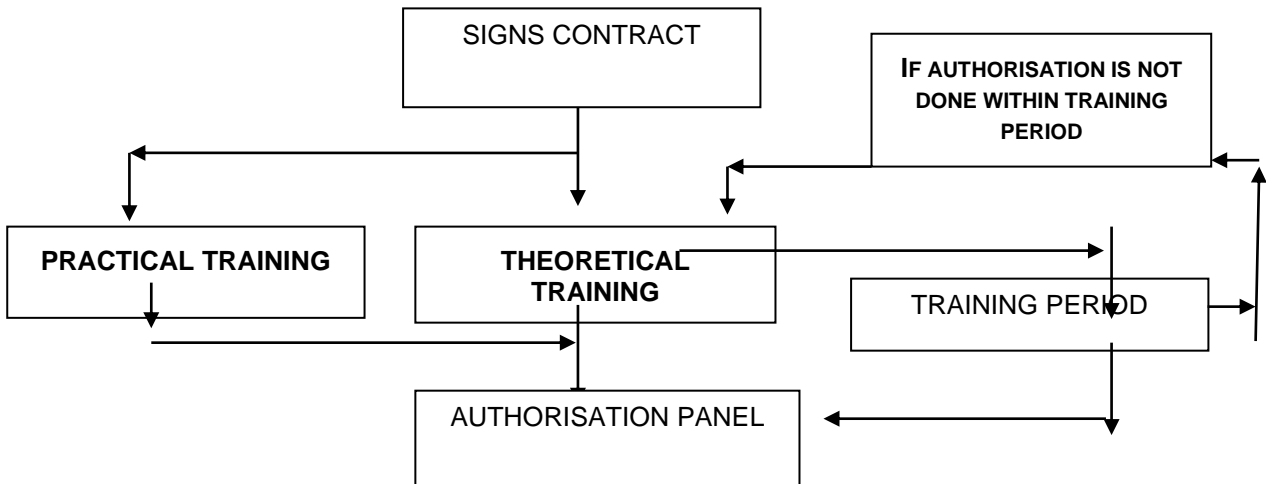 SIGNS CONTRACT
IF AUTHORISATION IS NOT
DONE WITHIN TRAINING
PERIOD
PRACTICAL TRAINING
THEORETICAL
TRAINING
TRAINING PERIOD
AUTHORISATION PANEL